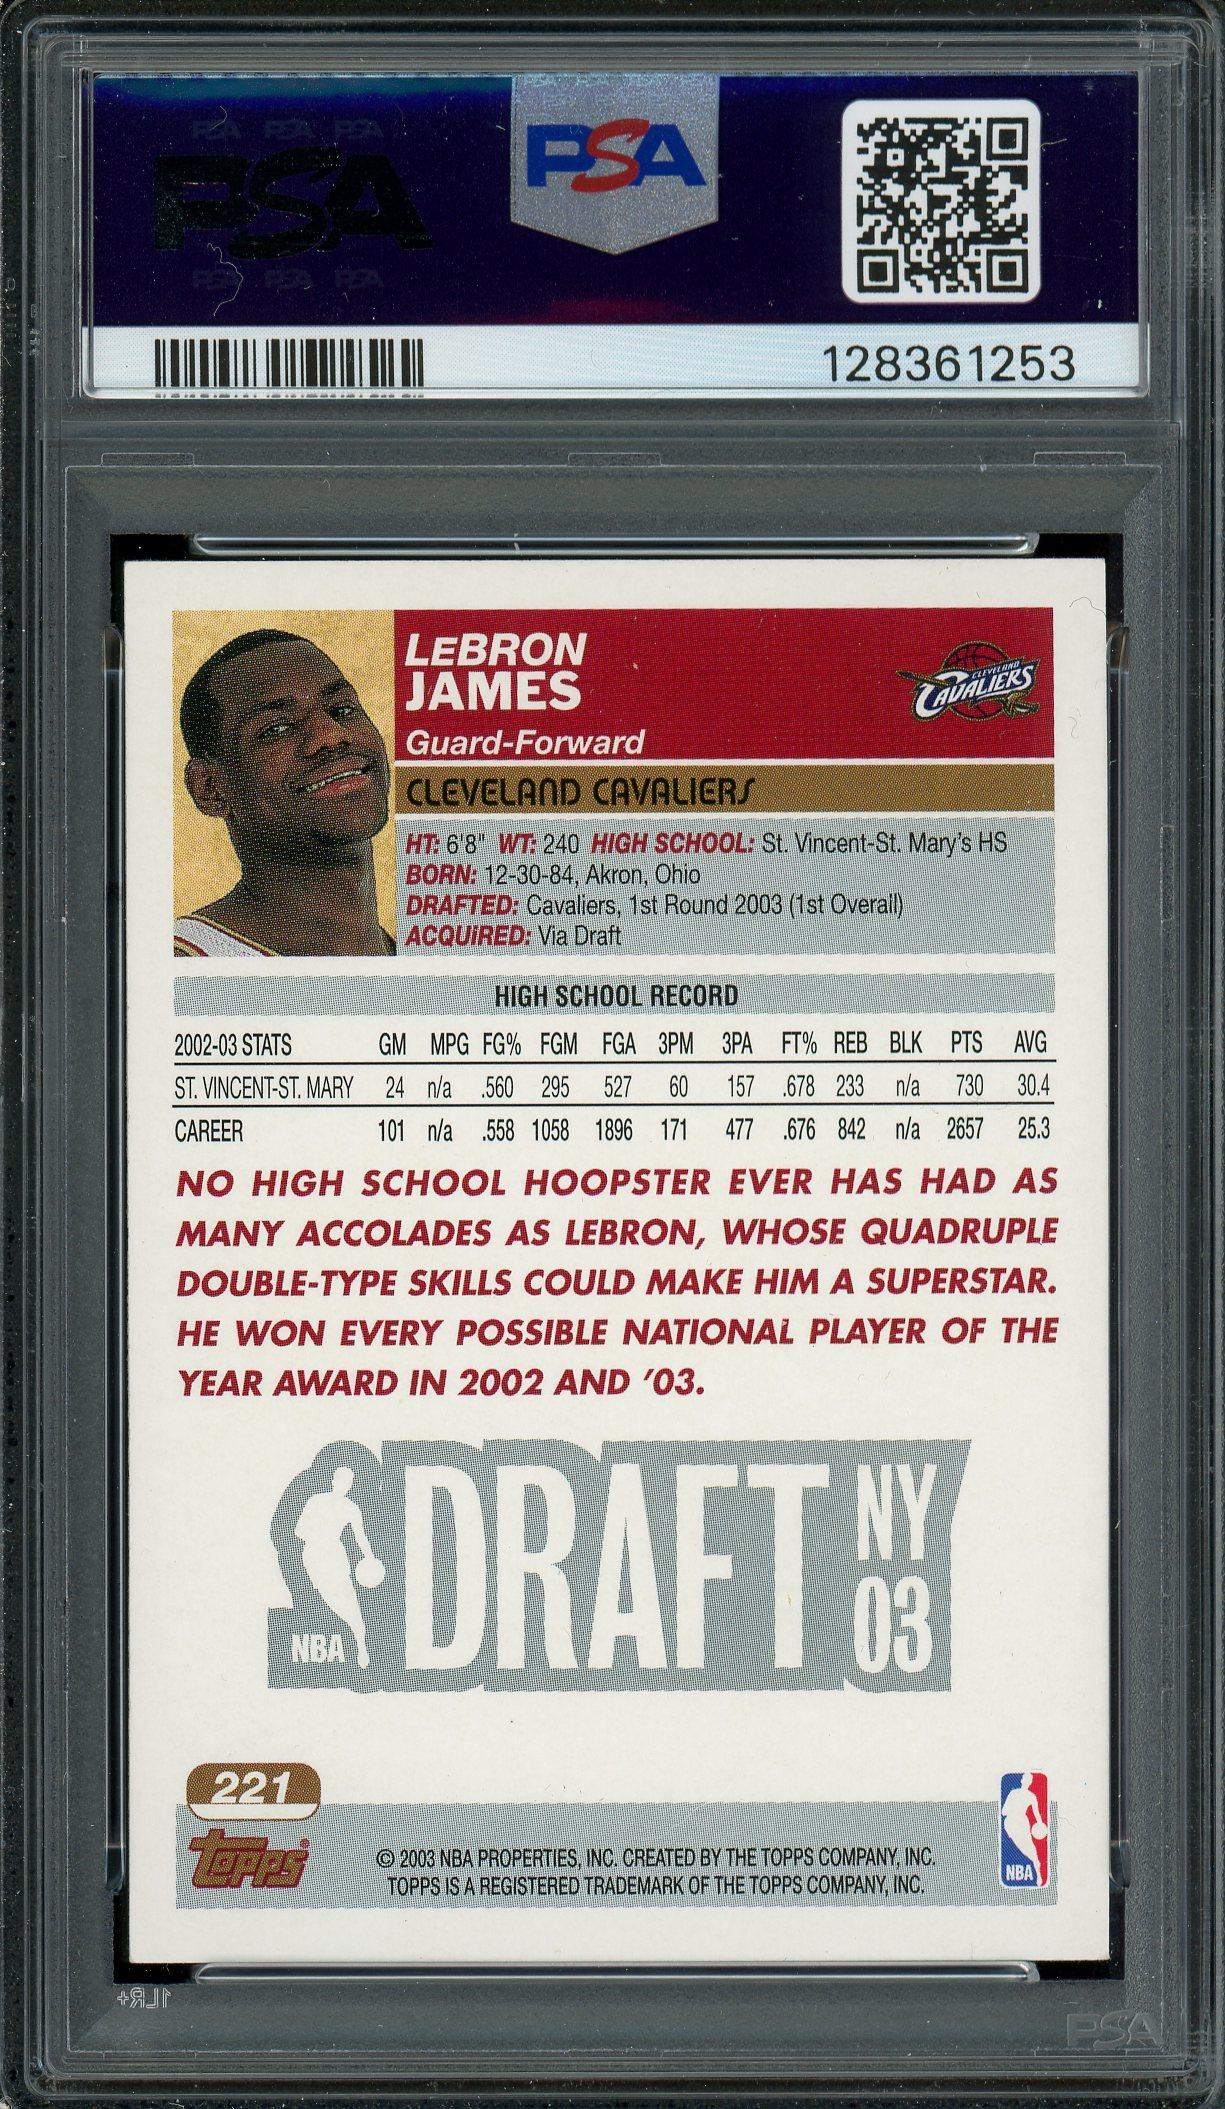 PSA PSA PSA
PSA
PSA PSA PSA
PSA
128361253
LEBRON
JAMES
Guard-Forward
CLEVELAND
CAVALIERS
CLEVELAND CAVALIERS
HT: 6'8" WT: 240 HIGH SCHOOL: St. Vincent-St. Mary's HS
BORN: 12-30-84, Akron, Ohio
DRAFTED: Cavaliers, 1st Round 2003 (1st Overall)
ACQUIRED: Via Draft
HIGH SCHOOL RECORD
2002-03 STATS GM MPG FG% FGM FGA 3PM 3PA FT% REB BLK PTS AVG
ST. VINCENT-ST. MARY 24 n/a .560 295 527 60 157 .678 233 n/a 730 30.4
CAREER 101 n/a .558 1058 1896 171 477 .676 842 n/a 2657 25.3
NO HIGH SCHOOL HOOPSTER EVER HAS HAD AS
MANY ACCOLADES AS LEBRON, WHOSE QUADRUPLE
DOUBLE-TYPE SKILLS COULD MAKE HIM A SUPERSTAR.
HE WON EVERY POSSIBLE NATIONAL PLAYER OF THE
YEAR AWARD IN 2002 AND '03.
NBA DRAFT NY 03
221
topps®
© 2003 NBA PROPERTIES, INC. CREATED BY THE TOPPS COMPANY, INC.
TOPPS IS A REGISTERED TRADEMARK OF THE TOPPS COMPANY, INC.
NBA
1LR+
PSA